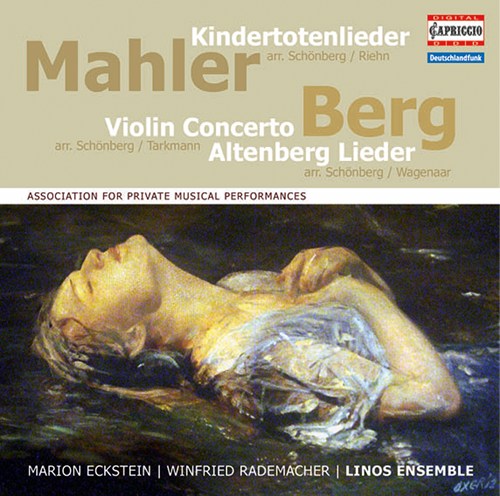 Kindertotenlieder
arr. Schönberg / Riehn
Mahler
Violin Concerto
arr. Schönberg / Tarkmann
Berg
Altenberg Lieder
arr. Schönberg / Wagenaar
DIGITAL
CAPRICCIO
DDD
Deutschlandfunk
ASSOCIATION FOR PRIVATE MUSICAL PERFORMANCES
MARION ECKSTEIN | WINFRIED RADEMACHER | LINOS ENSEMBLE